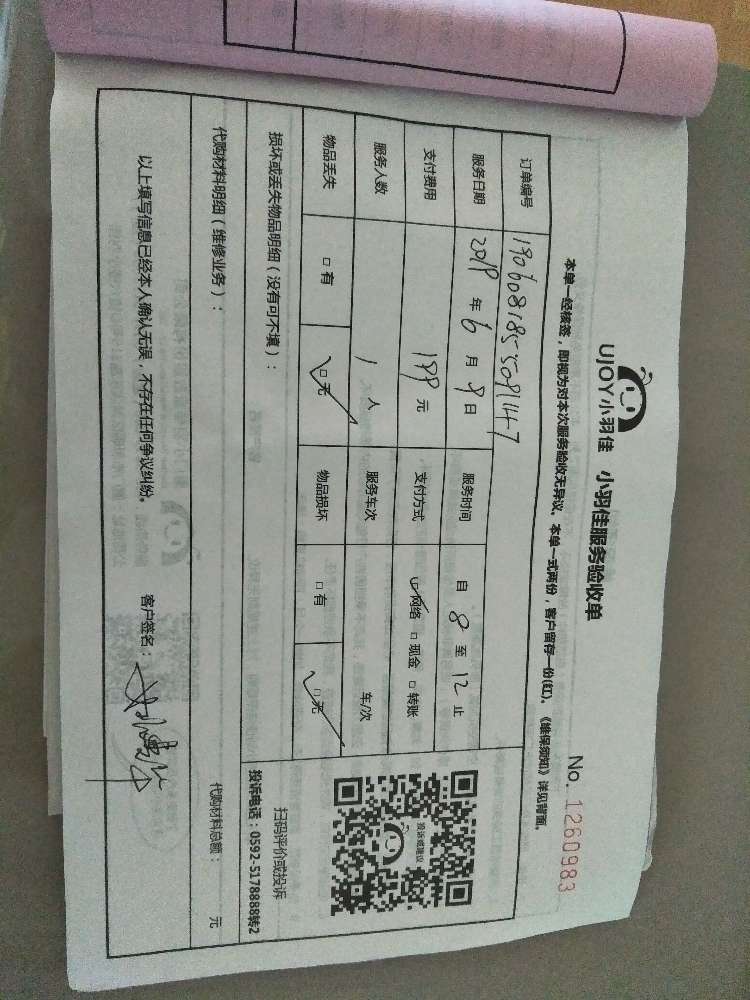 UJOY小羽佳 小羽佳服务验收单
No. 1260983
本单一经核签，即视为对本次服务验收无异议。本单一式两份，客户留存一份(红)。《维保须知》详见背面。
订单编号
服务日期 2019 年 6 月 9 日 服务时间 自 8 至 12 止
支付费用 199 元 支付方式 ☑网络 □现金 □转账
服务人数 1 人 服务车次 车/次
物品丢失 □有 ☑无 物品损坏 □有 ☑无
投诉或建议
扫码评价或投诉
投诉电话：0592-5178888转2
损坏或丢失物品明细（没有可不填）：
代购材料明细（维修业务）： 代购材料总额： 元
以上填写信息已经本人确认无误，不存在任何争议纠纷。 客户签名：